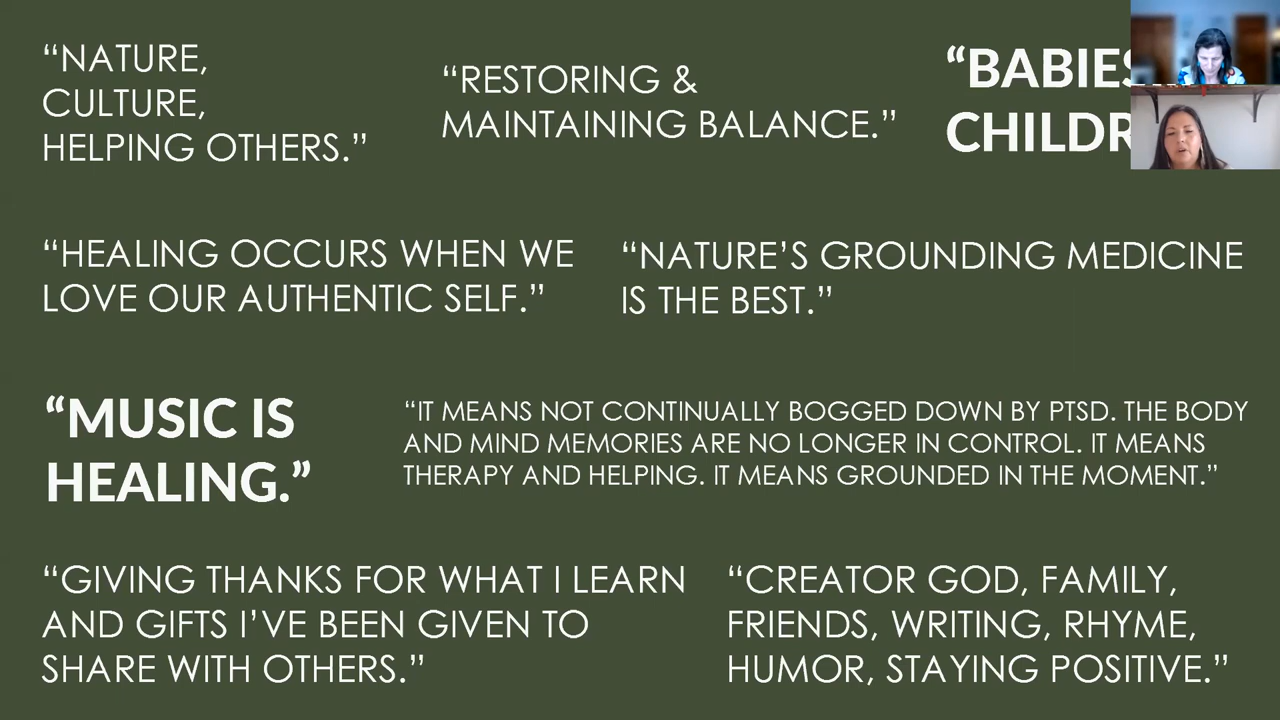 “NATURE,
CULTURE,
HELPING OTHERS.”
“RESTORING &
MAINTAINING BALANCE.”
“BABIES
“HEALING OCCURS WHEN WE
LOVE OUR AUTHENTIC SELF.”
“NATURE’S GROUNDING MEDICINE
IS THE BEST.”
“MUSIC IS
HEALING.”
“IT MEANS NOT CONTINUALLY BOGGED DOWN BY PTSD. THE BODY
AND MIND MEMORIES ARE NO LONGER IN CONTROL. IT MEANS
THERAPY AND HELPING. IT MEANS GROUNDED IN THE MOMENT.”
“GIVING THANKS FOR WHAT I LEARN
AND GIFTS I’VE BEEN GIVEN TO
SHARE WITH OTHERS.”
“CREATOR GOD, FAMILY,
FRIENDS, WRITING, RHYME,
HUMOR, STAYING POSITIVE.”